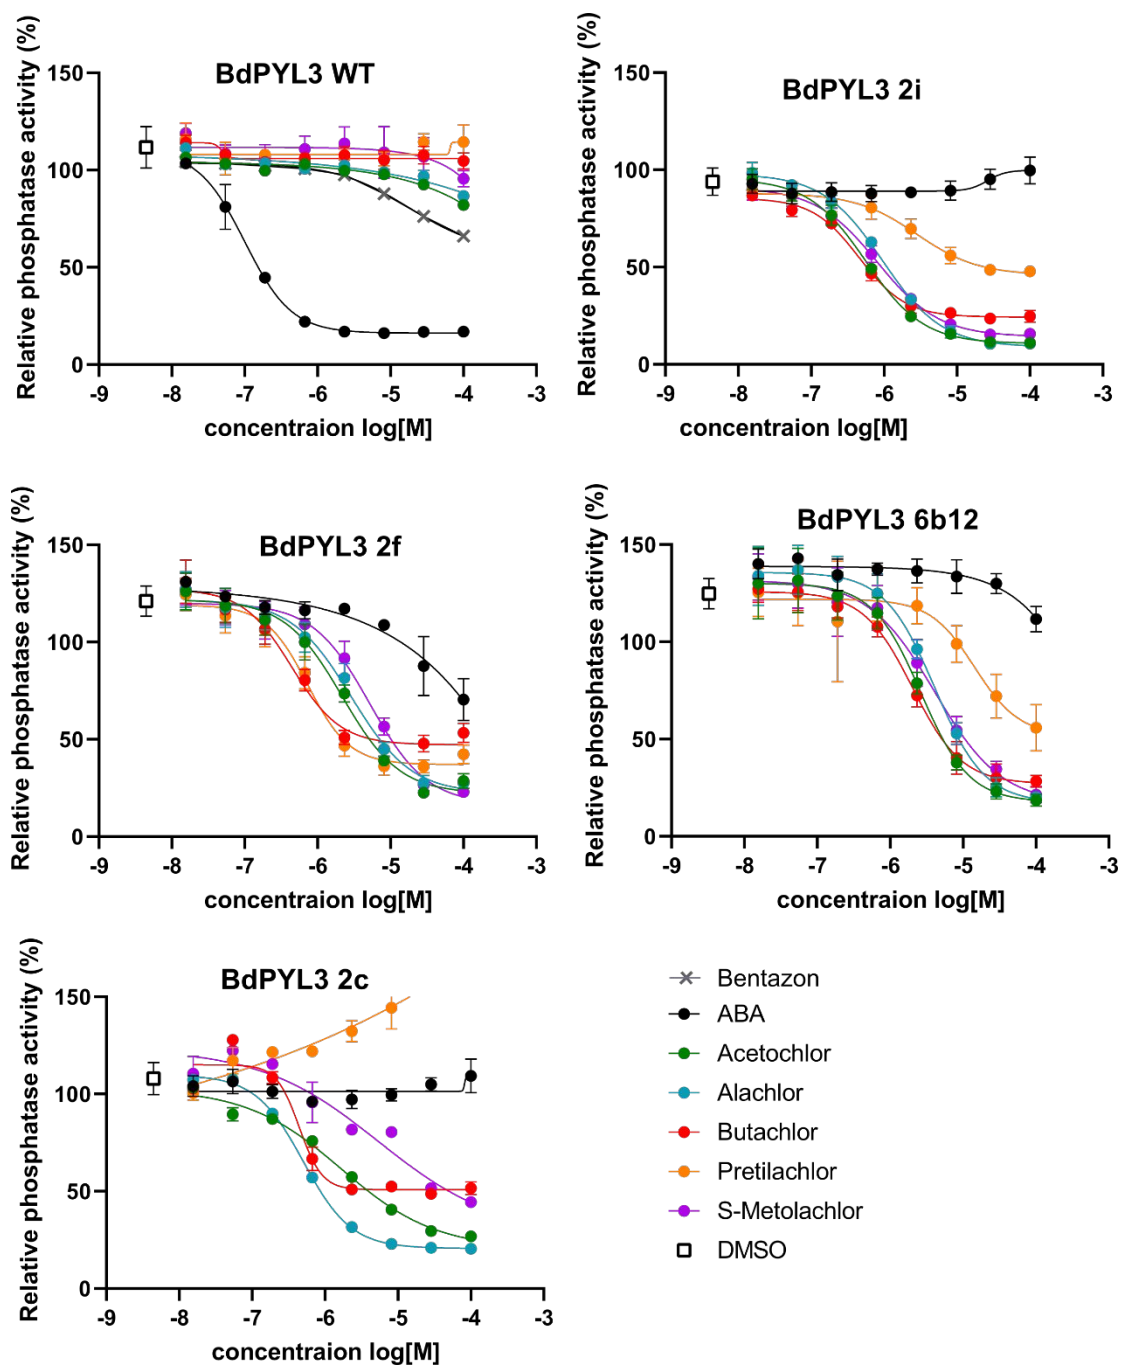 BdPYL3 WT
Relative phosphatase activity (%)
150
100
50
0
-9 -8 -7 -6 -5 -4 -3
concentraion log[M]
BdPYL3 2i
Relative phosphatase activity (%)
150
100
50
0
-9 -8 -7 -6 -5 -4 -3
concentraion log[M]
BdPYL3 2f
Relative phosphatase activity (%)
150
100
50
0
-9 -8 -7 -6 -5 -4 -3
concentraion log[M]
BdPYL3 6b12
Relative phosphatase activity (%)
150
100
50
0
-9 -8 -7 -6 -5 -4 -3
concentraion log[M]
BdPYL3 2c
Relative phosphatase activity (%)
150
100
50
0
-9 -8 -7 -6 -5 -4 -3
concentraion log[M]
Bentazon
ABA
Acetochlor
Alachlor
Butachlor
Pretilachlor
S-Metolachlor
DMSO